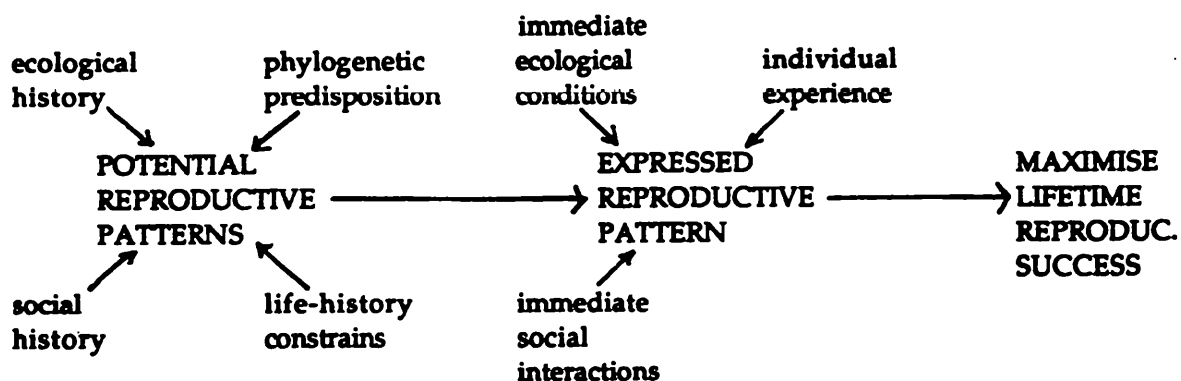 ecological
history
phylogenetic
predisposition
immediate
ecological
conditions
individual
experience
POTENTIAL
REPRODUCTIVE
PATTERNS
EXPRESSED
REPRODUCTIVE
PATTERN
MAXIMISE
LIFETIME
REPRODUC.
SUCCESS
social
history
life-history
constrains
immediate
social
interactions